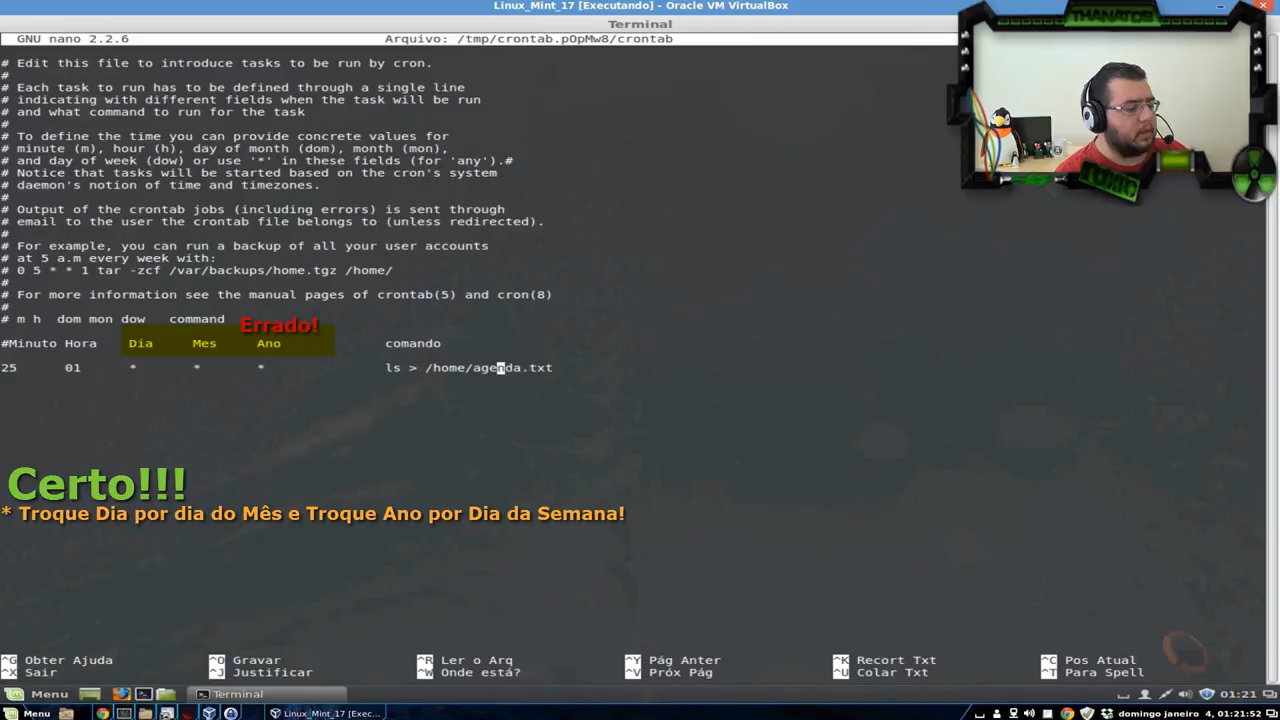 Linux_Mint_17 [Executando] - Oracle VM VirtualBox
Terminal
GNU nano 2.2.6 Arquivo: /tmp/crontab.pOpMw8/crontab
THANATOS
# Edit this file to introduce tasks to be run by cron.
#
# Each task to run has to be defined through a single line
# indicating with different fields when the task will be run
# and what command to run for the task
#
# To define the time you can provide concrete values for
# minute (m), hour (h), day of month (dom), month (mon),
# and day of week (dow) or use '*' in these fields (for 'any').#
# Notice that tasks will be started based on the cron's system
# daemon's notion of time and timezones.
#
# Output of the crontab jobs (including errors) is sent through
# email to the user the crontab file belongs to (unless redirected).
#
# For example, you can run a backup of all your user accounts
# at 5 a.m every week with:
# 0 5 * * 1 tar -zcf /var/backups/home.tgz /home/
#
# For more information see the manual pages of crontab(5) and cron(8)
#
# m h  dom mon dow   command
Errado!
#Minuto Hora Dia Mes Ano comando
25 01 * * * ls > /home/agenda.txt
TOXIC
Certo!!!
* Troque Dia por dia do Mês e Troque Ano por Dia da Semana!
^G Obter Ajuda ^O Gravar ^R Ler o Arq ^Y Pág Anter ^K Recort Txt ^C Pos Atual
^X Sair ^J Justificar ^W Onde está? ^V Próx Pág ^U Colar Txt ^T Para Spell
Menu Terminal 01:21
Menu Linux_Mint_17 [Exec... domingo janeiro 4, 01:21:52